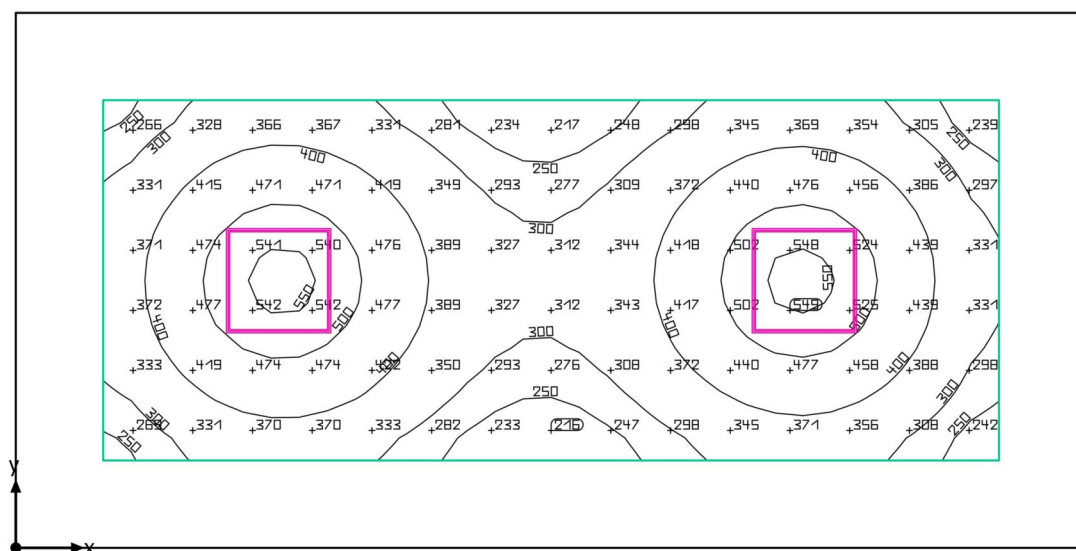 +266 +328 +366 +367 +331 +281 +234 +217 +248 +298 +345 +369 +354 +305 +239
250 300 400 250 400 300 250
+331 +415 +471 +471 +419 +349 +293 +277 +309 +372 +440 +476 +456 +386 +297
300
+371 +474 +541 +540 +476 +389 +327 +312 +344 +418 +502 +548 +524 +439 +331
550 550
+372 +477 +542 +542 +477 +389 +327 +312 +343 +417 +502 +549 +525 +439 +331
400 500 300 400 500
+333 +419 +474 +474 +422 +350 +293 +276 +308 +372 +440 +477 +458 +388 +298
400 250 400 300
+331 +370 +370 +333 +282 +233 +216 +247 +298 +345 +371 +356 +308 +242
300 250 250
y
x